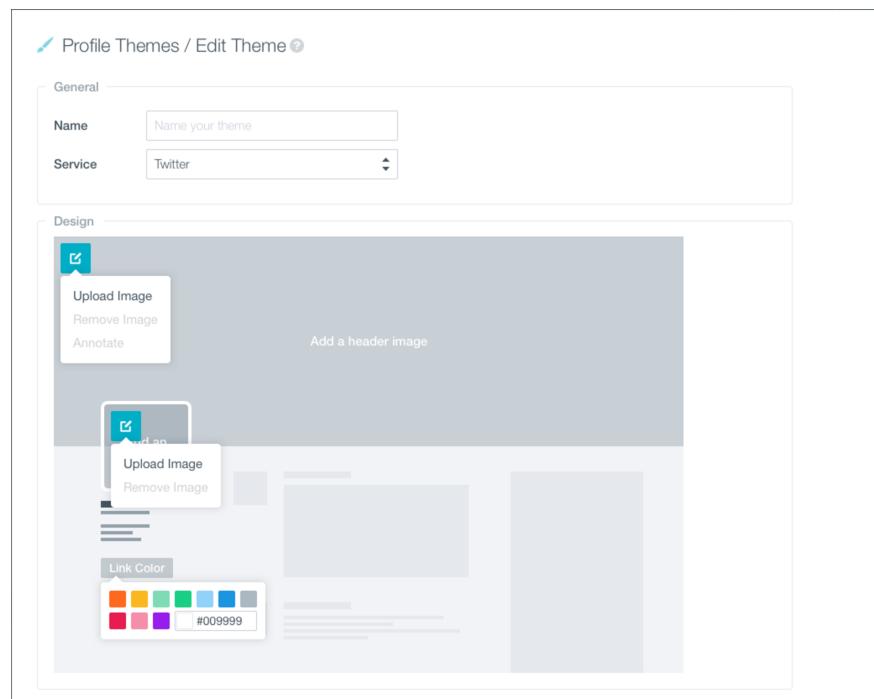 Profile Themes / Edit Theme ?
General
Name Name your theme
Service Twitter
Design
Upload Image
Remove Image
Annotate
Add a header image
an
Upload Image
Remove Image
Link Color
#009999